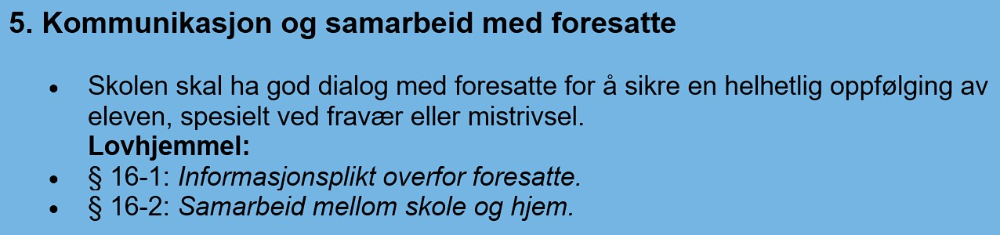 5. Kommunikasjon og samarbeid med foresatte
• Skolen skal ha god dialog med foresatte for å sikre en helhetlig oppfølging av
eleven, spesielt ved fravær eller mistrivsel.
Lovhjemmel:
• § 16-1: Informasjonsplikt overfor foresatte.
• § 16-2: Samarbeid mellom skole og hjem.